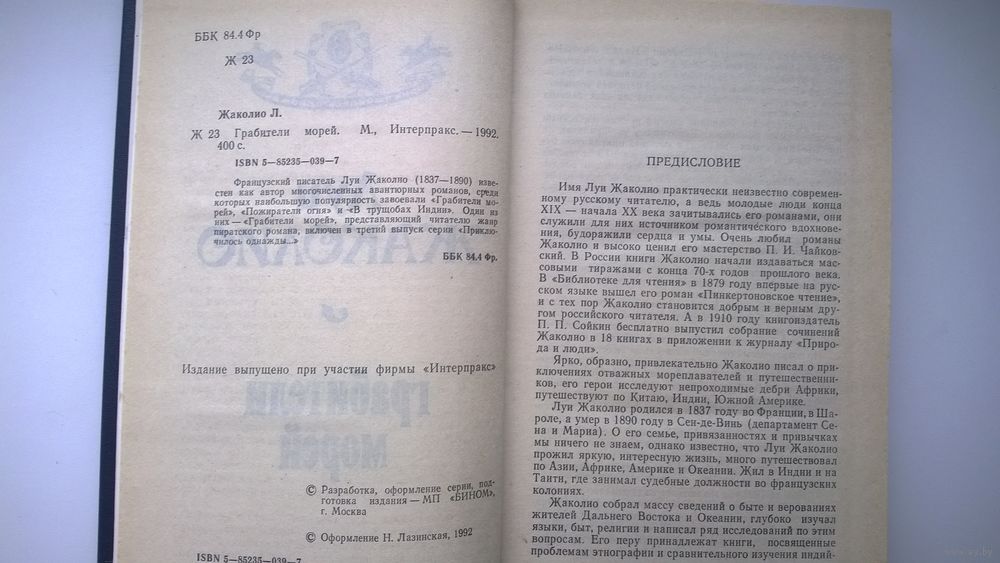 ББК 84.4 Фр
Ж 23
Жаколио Л.
Ж 23 Грабители морей. М., Интерпракс. — 1992.
400 с.
ISBN 5—85235—039—7
Французский писатель Луи Жаколио (1837—1890) изве-
стен как автор многочисленных авантюрных романов, среди
которых наибольшую популярность завоевали «Грабители мо-
рей», «Пожиратели огня» и «В трущобах Индии». Один из
них — «Грабители морей», представляющий читателю жанр
пиратского романа, включен в третий выпуск серии «Приклю-
чилось однажды...»
ББК 84.4 Фр.
ЖАКОЛИО
Издание выпущено при участии фирмы «Интерпракс»
грабители
морей
© Разработка, оформление серии, под-
готовка издания — МП «БИНОМ»,
г. Москва
© Оформление Н. Лазинская, 1992
ISBN 5—85235—039—7
ПРЕДИСЛОВИЕ
Имя Луи Жаколио практически неизвестно современ-
ному русскому читателю, а ведь молодые люди конца
XIX — начала XX века зачитывались его романами, они
служили для них источником романтического вдохнове-
ния, будоражили сердца и умы. Очень любил романы
Жаколио и высоко ценил его мастерство П. И. Чайков-
ский. В России книги Жаколио начали издаваться мас-
совыми тиражами с конца 70-х годов прошлого века.
В «Библиотеке для чтения» в 1879 году впервые на рус-
ском языке вышел его роман «Пинкертоновское чтение»,
и с тех пор Жаколио становится добрым и верным дру-
гом российского читателя. А в 1910 году книгоиздатель
П. П. Сойкин бесплатно выпустил собрание сочинений
Жаколио в 18 книгах в приложении к журналу «Приро-
да и люди».
Ярко, образно, привлекательно Жаколио писал о при-
ключениях отважных мореплавателей и путешественни-
ков, его герои исследуют непроходимые дебри Африки,
путешествуют по Китаю, Индии, Южной Америке.
Луи Жаколио родился в 1837 году во Франции, в Ша-
роле, а умер в 1890 году в Сен-де-Винь (департамент Се-
на и Мариа). О его семье, привязанностях и привычках
мы ничего не знаем, однако известно, что Луи Жаколио
прожил яркую, интересную жизнь, много путешествовал
по Азии, Африке, Америке и Океании. Жил в Индии и на
Таити, где занимал судебные должности во французских
колониях.
Жаколио собрал массу сведений о быте и верованиях
жителей Дальнего Востока и Океании, глубоко изучал
языки, быт, религии и написал ряд исследований по этим
вопросам. Его перу принадлежат книги, посвященные
проблемам этнографии и сравнительного изучения индий-